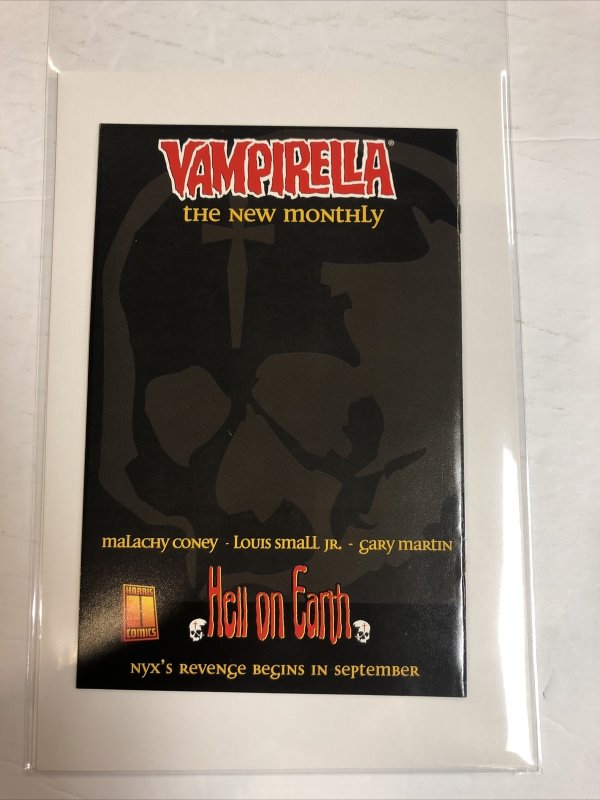 VAMPIRELLA®
the New monthly
malachy coney - Louis small jr. - gary martin
HARRIS
COMICS
Hell on Earth
Nyx's revenge begins in september